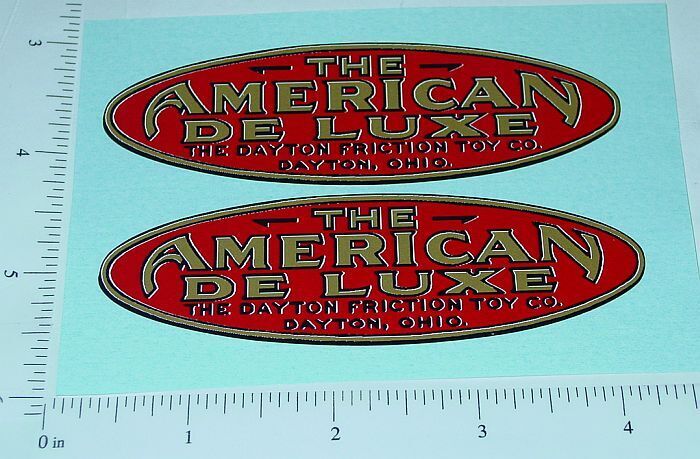 THE
AMERICAN
DE LUXE
THE DAYTON FRICTION TOY CO.
DAYTON, OHIO.
THE
AMERICAN
DE LUXE
THE DAYTON FRICTION TOY CO.
DAYTON, OHIO.
3
4
5
0 in 1 2 3 4